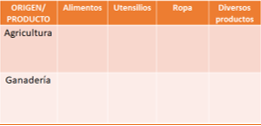 ORIGEN/ PRODUCTO Alimentos Utensilios Ropa Diversos productos
Agricultura
Ganadería